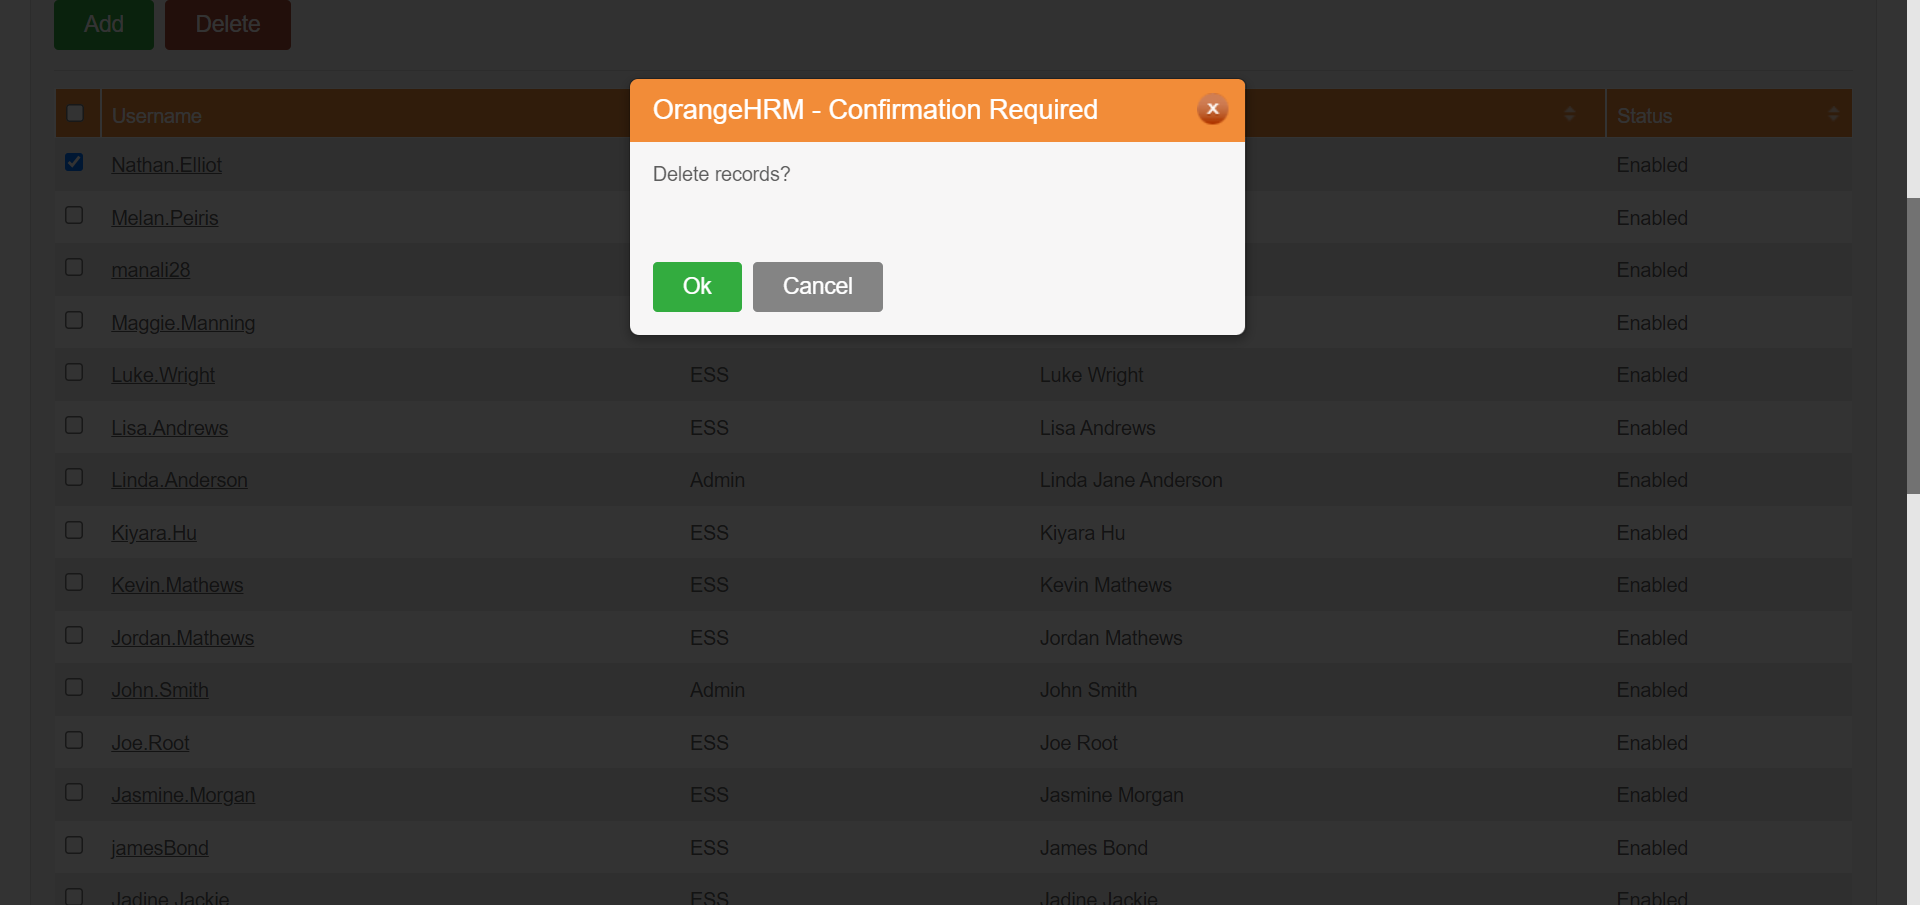 Add Delete
OrangeHRM - Confirmation Required x
Username Status
Delete records?
Nathan.Elliot Enabled
Melan.Peiris Enabled
manali28 Enabled
Ok Cancel
Maggie.Manning Enabled
Luke.Wright ESS Luke Wright Enabled
Lisa.Andrews ESS Lisa Andrews Enabled
Linda.Anderson Admin Linda Jane Anderson Enabled
Kiyara.Hu ESS Kiyara Hu Enabled
Kevin.Mathews ESS Kevin Mathews Enabled
Jordan.Mathews ESS Jordan Mathews Enabled
John.Smith Admin John Smith Enabled
Joe.Root ESS Joe Root Enabled
Jasmine.Morgan ESS Jasmine Morgan Enabled
jamesBond ESS James Bond Enabled
Jadine.Jackie ESS Jadine Jackie Enabled